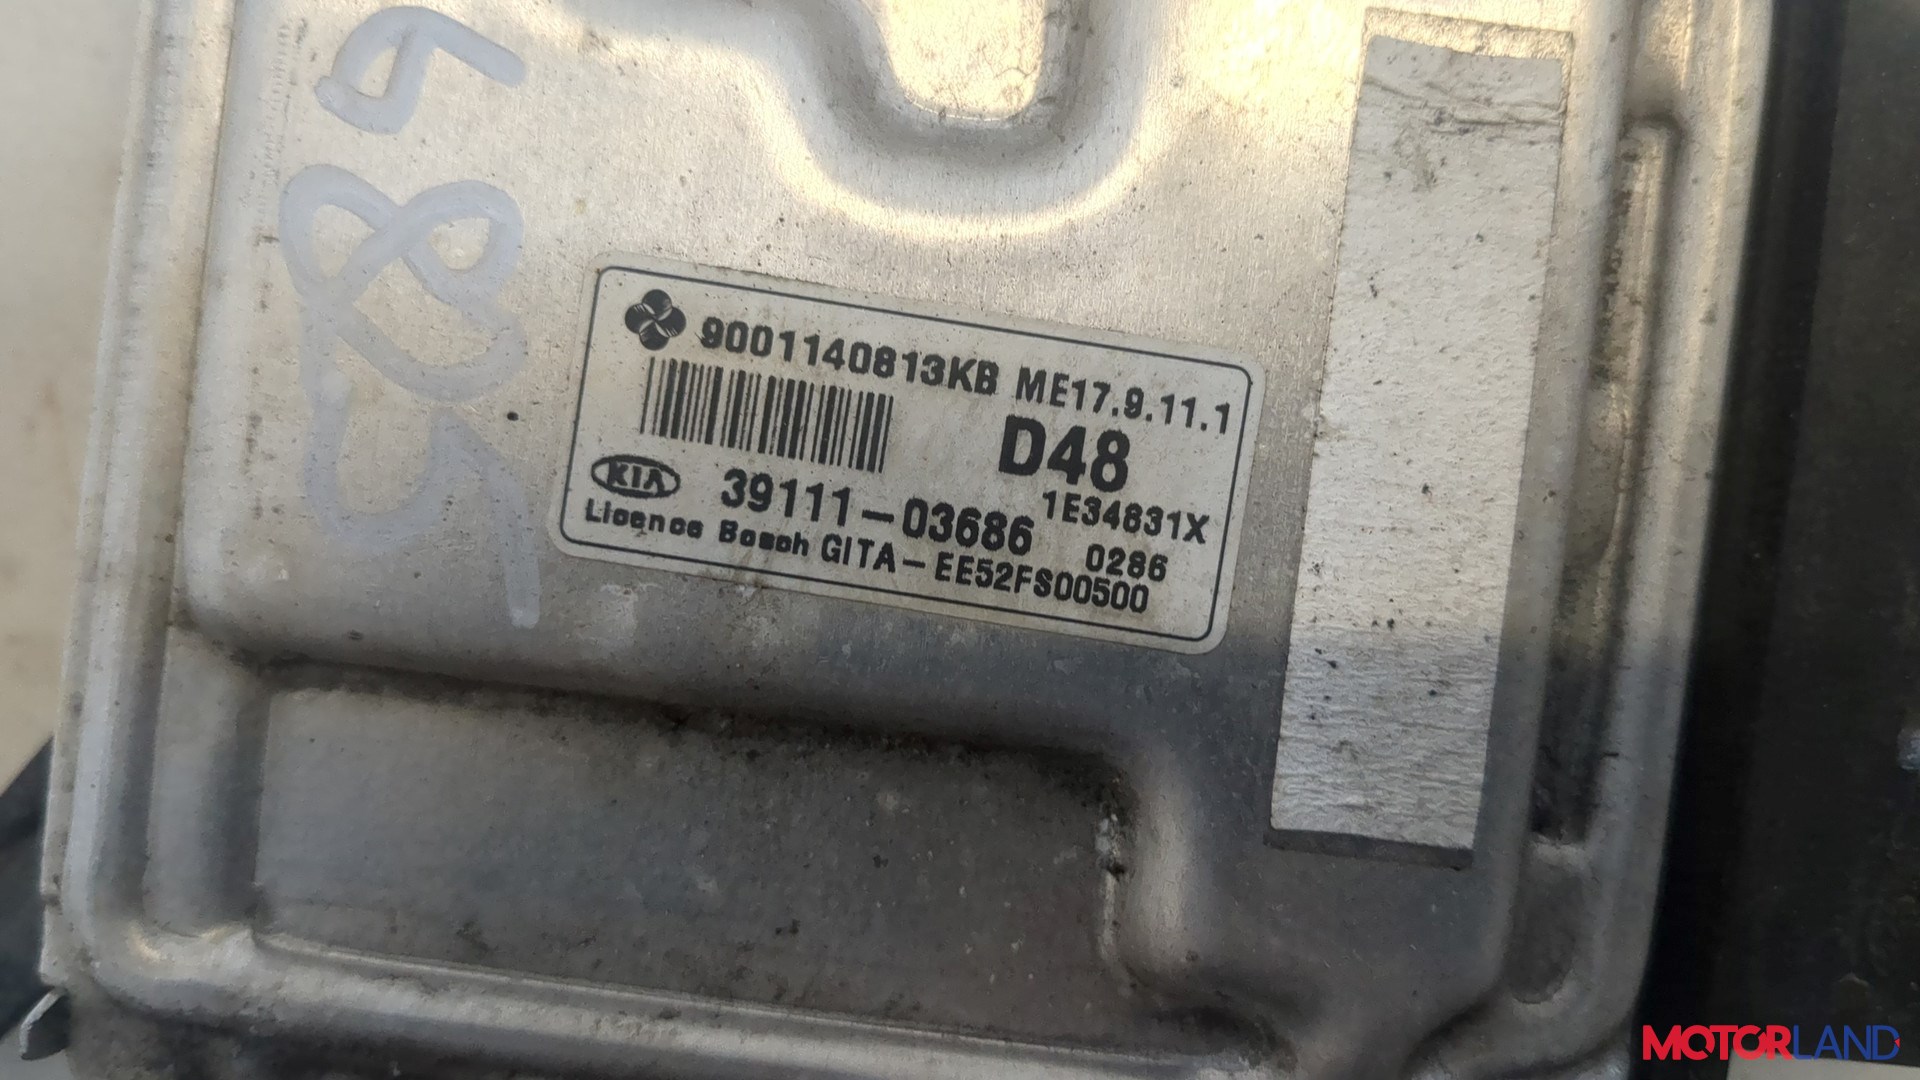 9001140813KB ME17.9.11.1
D48
KIA 39111-03686 1E34831X
0286
Licence Bosch GITA-EE52FS00500
MOTORLAND